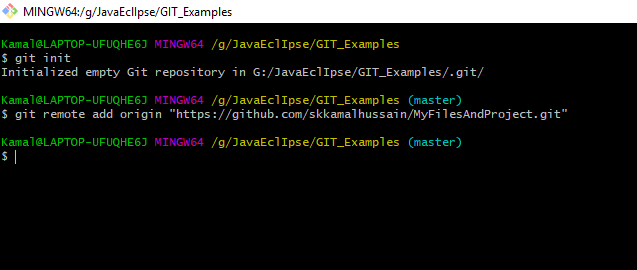 MINGW64:/g/JavaEclIpse/GIT_Examples
Kamal@LAPTOP-UFUQHE6J MINGW64 /g/JavaEclIpse/GIT_Examples
$ git init
Initialized empty Git repository in G:/JavaEclIpse/GIT_Examples/.git/
Kamal@LAPTOP-UFUQHE6J MINGW64 /g/JavaEclIpse/GIT_Examples (master)
$ git remote add origin "https://github.com/skkamalhussain/MyFilesAndProject.git"
Kamal@LAPTOP-UFUQHE6J MINGW64 /g/JavaEclIpse/GIT_Examples (master)
$